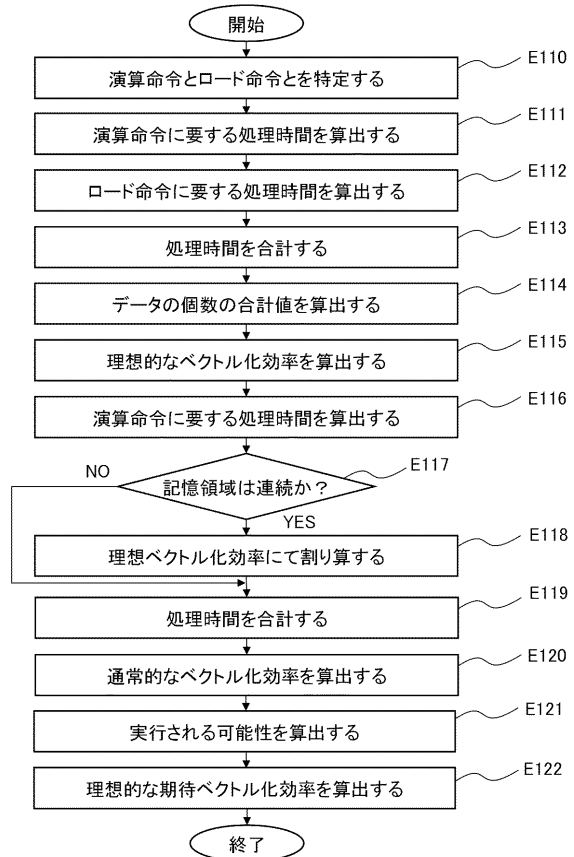 開始
演算命令とロード命令とを特定する
E110
演算命令に要する処理時間を算出する
E111
ロード命令に要する処理時間を算出する
E112
処理時間を合計する
E113
データの個数の合計値を算出する
E114
理想的なベクトル化効率を算出する
E115
演算命令に要する処理時間を算出する
E116
NO
記憶領域は連続か?
E117
YES
理想ベクトル化効率にて割り算する
E118
処理時間を合計する
E119
通常的なベクトル化効率を算出する
E120
実行される可能性を算出する
E121
理想的な期待ベクトル化効率を算出する
E122
終了